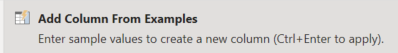 Add Column From Examples
Enter sample values to create a new column (Ctrl+Enter to apply).